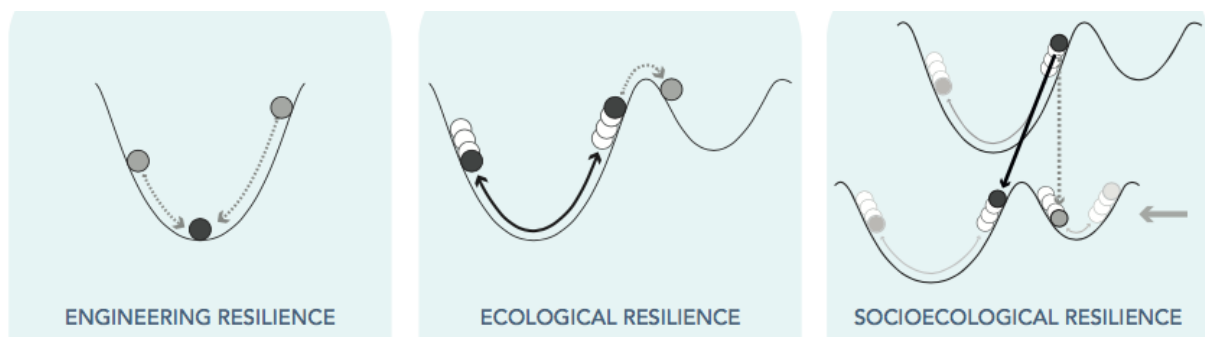 ENGINEERING RESILIENCE
ECOLOGICAL RESILIENCE
SOCIOECOLOGICAL RESILIENCE